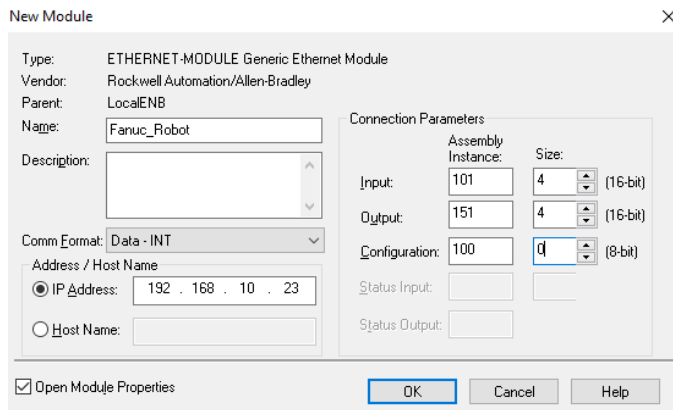 New Module
Type: ETHERNET-MODULE Generic Ethernet Module
Vendor: Rockwell Automation/Allen-Bradley
Parent: LocalENB
Name: Fanuc_Robot
Description:
Comm Format: Data - INT
Address / Host Name
IP Address: 192 . 168 . 10 . 23
Host Name:
Connection Parameters
Assembly
Instance: Size:
Input: 101 4 (16-bit)
Output: 151 4 (16-bit)
Configuration: 100 0 (8-bit)
Status Input:
Status Output:
Open Module Properties
OK Cancel Help